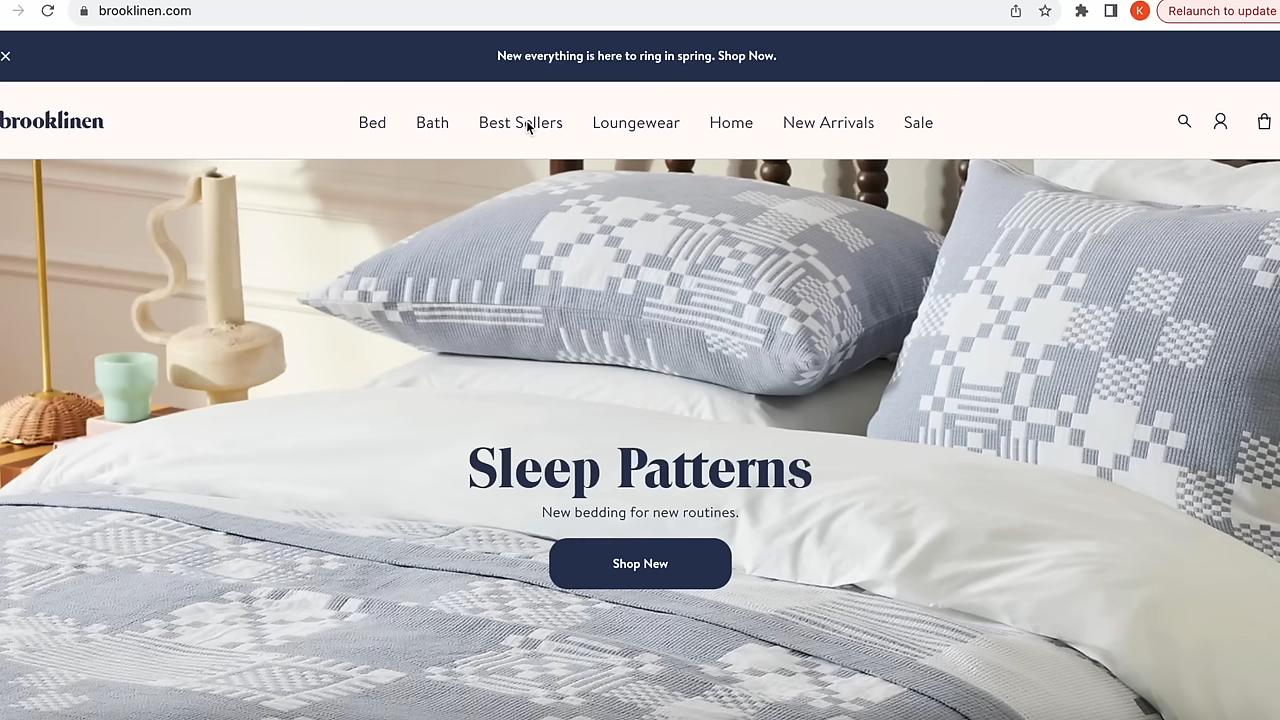 brooklinen.com
K
Relaunch to update
New everything is here to ring in spring. Shop Now.
brooklinen
Bed
Bath
Best Sellers
Loungewear
Home
New Arrivals
Sale
Sleep Patterns
New bedding for new routines.
Shop New